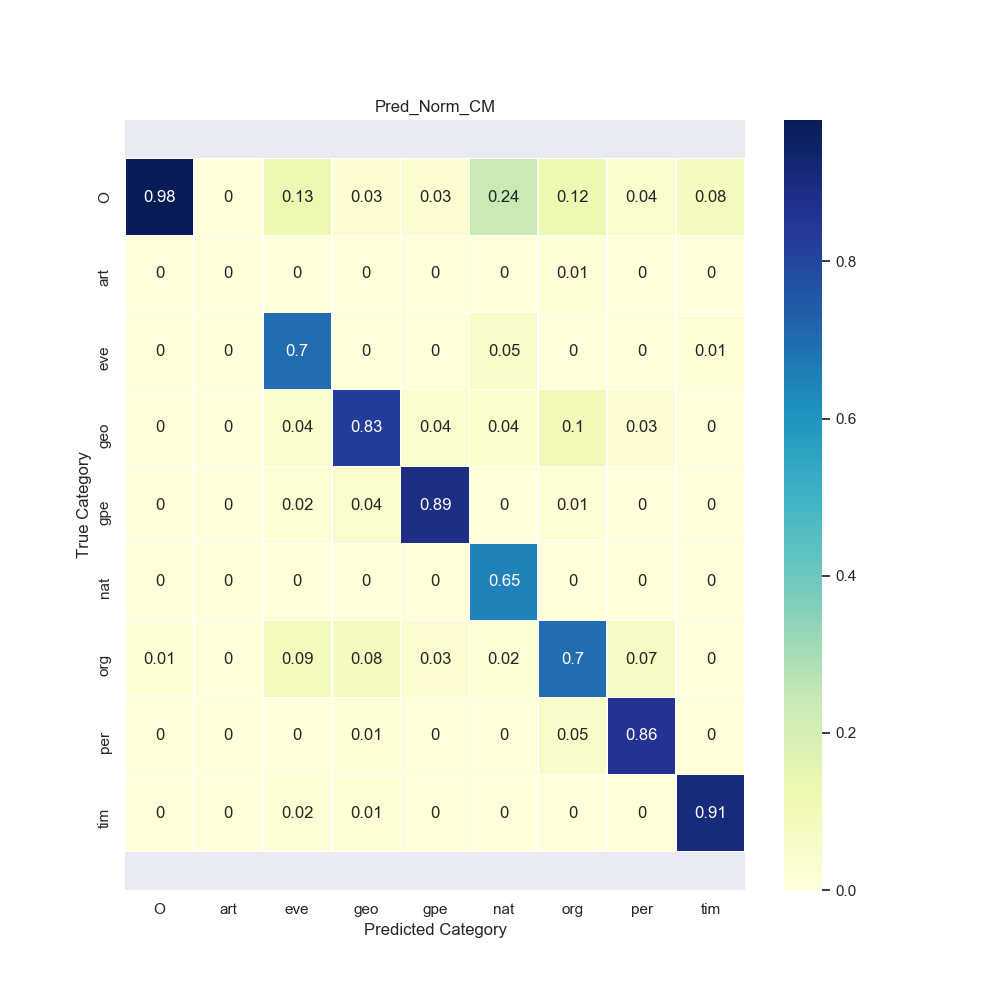 Pred_Norm_CM
O 0.98 0 0.13 0.03 0.03 0.24 0.12 0.04 0.08
art 0 0 0 0 0 0 0.01 0 0
eve 0 0 0.7 0 0 0.05 0 0 0.01
geo 0 0 0.04 0.83 0.04 0.04 0.1 0.03 0
gpe 0 0 0.02 0.04 0.89 0 0.01 0 0
nat 0 0 0 0 0 0.65 0 0 0
org 0.01 0 0.09 0.08 0.03 0.02 0.7 0.07 0
per 0 0 0 0.01 0 0 0.05 0.86 0
tim 0 0 0.02 0.01 0 0 0 0 0.91
O art eve geo gpe nat org per tim
Predicted Category
True Category
0.8
0.6
0.4
0.2
0.0